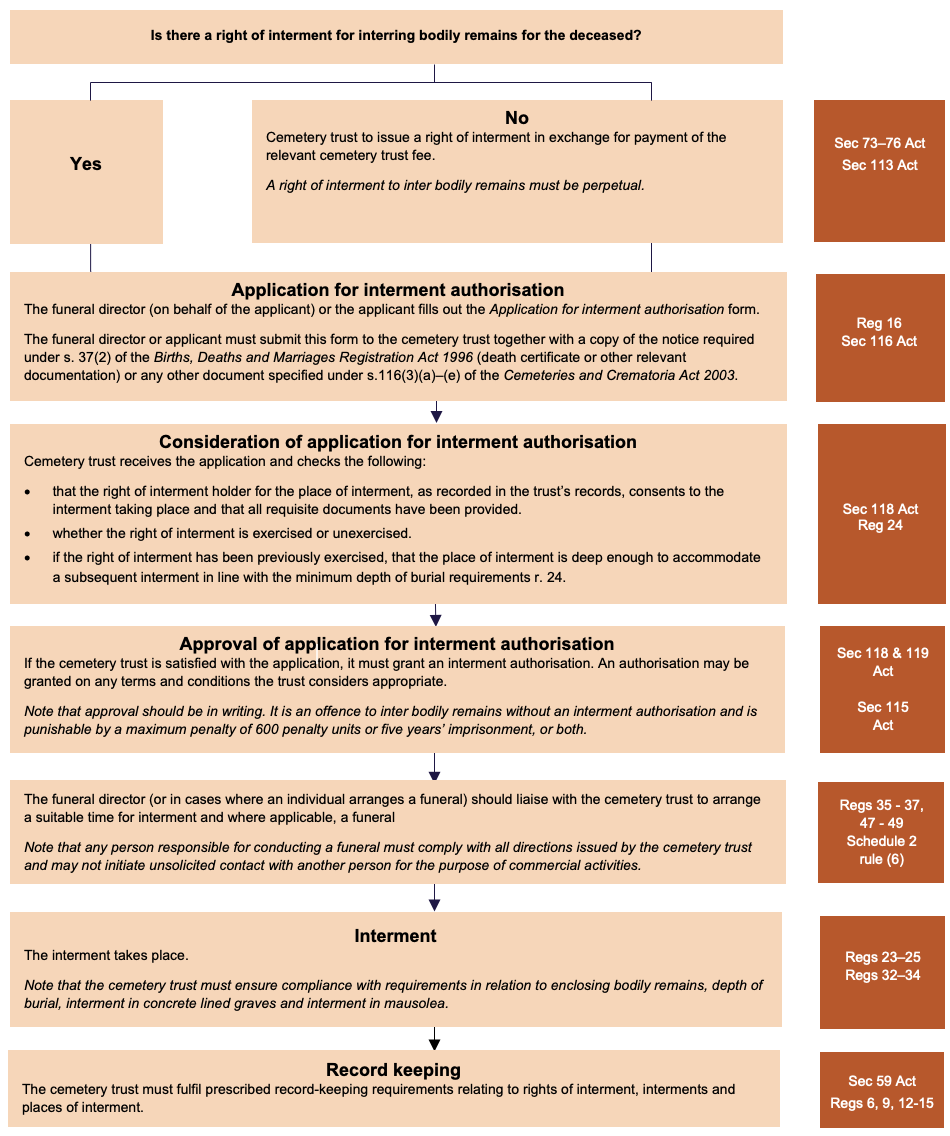 Is there a right of interment for interring bodily remains for the deceased?
Yes
No
Cemetery trust to issue a right of interment in exchange for payment of the
relevant cemetery trust fee.
A right of interment to inter bodily remains must be perpetual.
Sec 73–76 Act
Sec 113 Act
Application for interment authorisation
The funeral director (on behalf of the applicant) or the applicant fills out the Application for interment authorisation form.
The funeral director or applicant must submit this form to the cemetery trust together with a copy of the notice required
under s. 37(2) of the Births, Deaths and Marriages Registration Act 1996 (death certificate or other relevant
documentation) or any other document specified under s.116(3)(a)–(e) of the Cemeteries and Crematoria Act 2003.
Reg 16
Sec 116 Act
Consideration of application for interment authorisation
Cemetery trust receives the application and checks the following:
• that the right of interment holder for the place of interment, as recorded in the trust's records, consents to the
interment taking place and that all requisite documents have been provided.
• whether the right of interment is exercised or unexercised.
• if the right of interment has been previously exercised, that the place of interment is deep enough to accommodate
a subsequent interment in line with the minimum depth of burial requirements r. 24.
Sec 118 Act
Reg 24
Approval of application for interment authorisation
If the cemetery trust is satisfied with the application, it must grant an interment authorisation. An authorisation may be
granted on any terms and conditions the trust considers appropriate.
Note that approval should be in writing. It is an offence to inter bodily remains without an interment authorisation and is
punishable by a maximum penalty of 600 penalty units or five years' imprisonment, or both.
Sec 118 & 119
Act
Sec 115
Act
The funeral director (or in cases where an individual arranges a funeral) should liaise with the cemetery trust to arrange
a suitable time for interment and where applicable, a funeral
Note that any person responsible for conducting a funeral must comply with all directions issued by the cemetery trust
and may not initiate unsolicited contact with another person for the purpose of commercial activities.
Regs 35 - 37,
47 - 49
Schedule 2
rule (6)
Interment
The interment takes place.
Note that the cemetery trust must ensure compliance with requirements in relation to enclosing bodily remains, depth of
burial, interment in concrete lined graves and interment in mausolea.
Regs 23–25
Regs 32–34
Record keeping
The cemetery trust must fulfil prescribed record-keeping requirements relating to rights of interment, interments and
places of interment.
Sec 59 Act
Regs 6, 9, 12-15